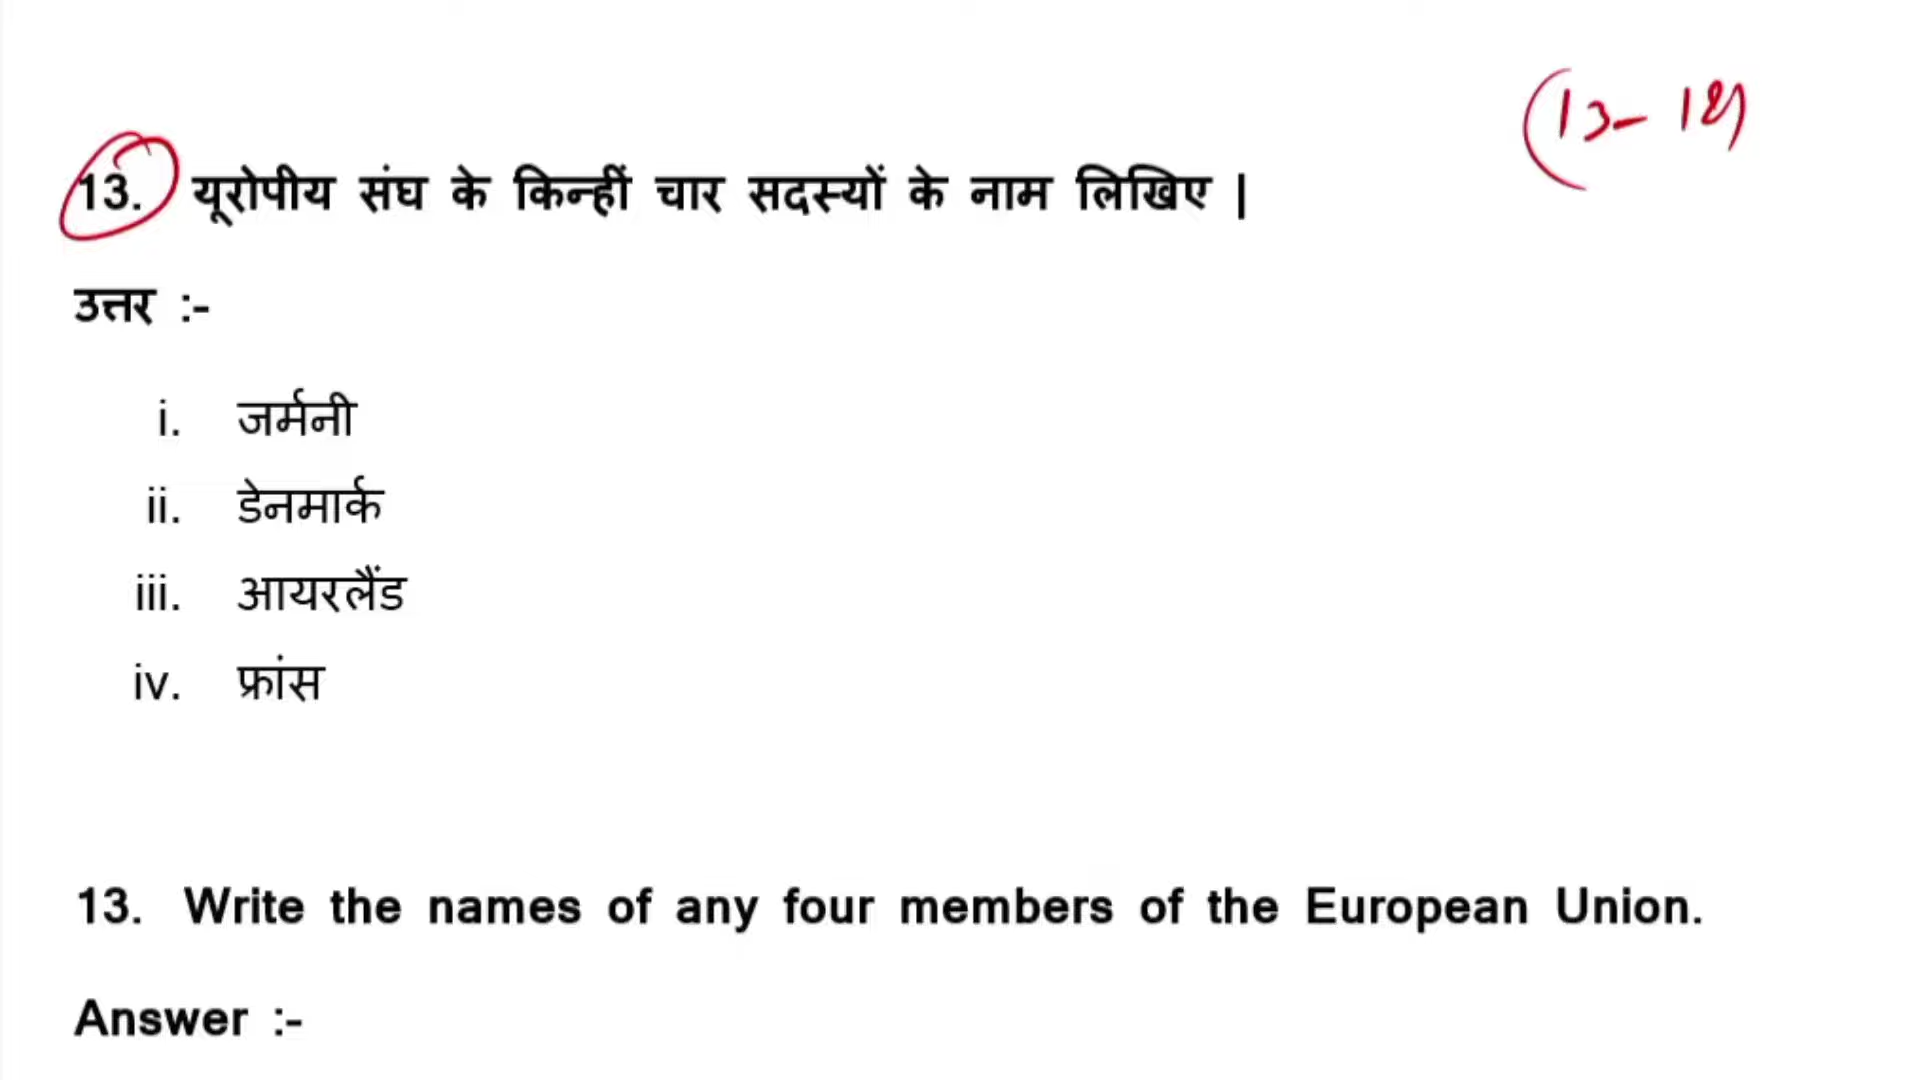 (13-18)
13. यूरोपीय संघ के किन्हीं चार सदस्यों के नाम लिखिए |
उत्तर :-
i. जर्मनी
ii. डेनमार्क
iii. आयरलैंड
iv. फ्रांस
13. Write the names of any four members of the European Union.
Answer :-